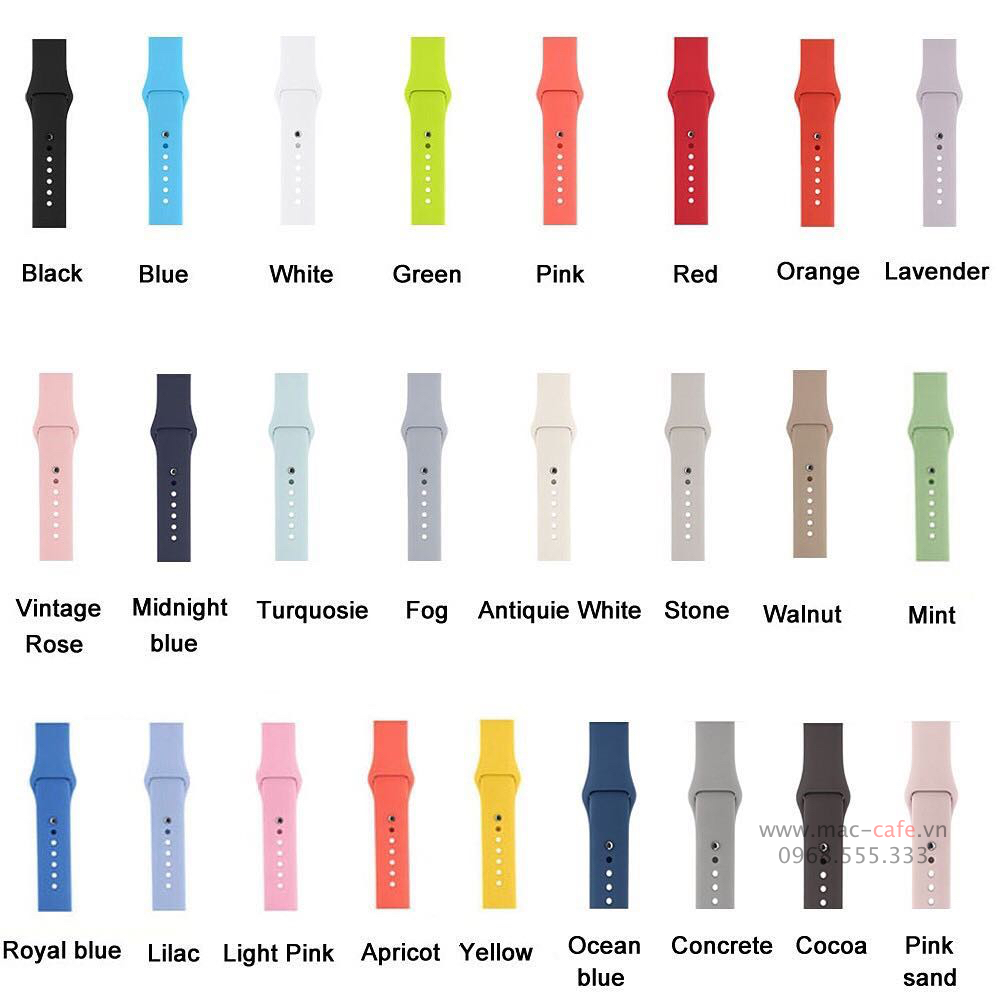 Black Blue White Green Pink Red Orange Lavender
Vintage Rose Midnight blue Turquosie Fog Antiquie White Stone Walnut Mint
www.mac-cafe.vn
0963.555.333
Royal blue Lilac Light Pink Apricot Yellow Ocean blue Concrete Cocoa Pink sand